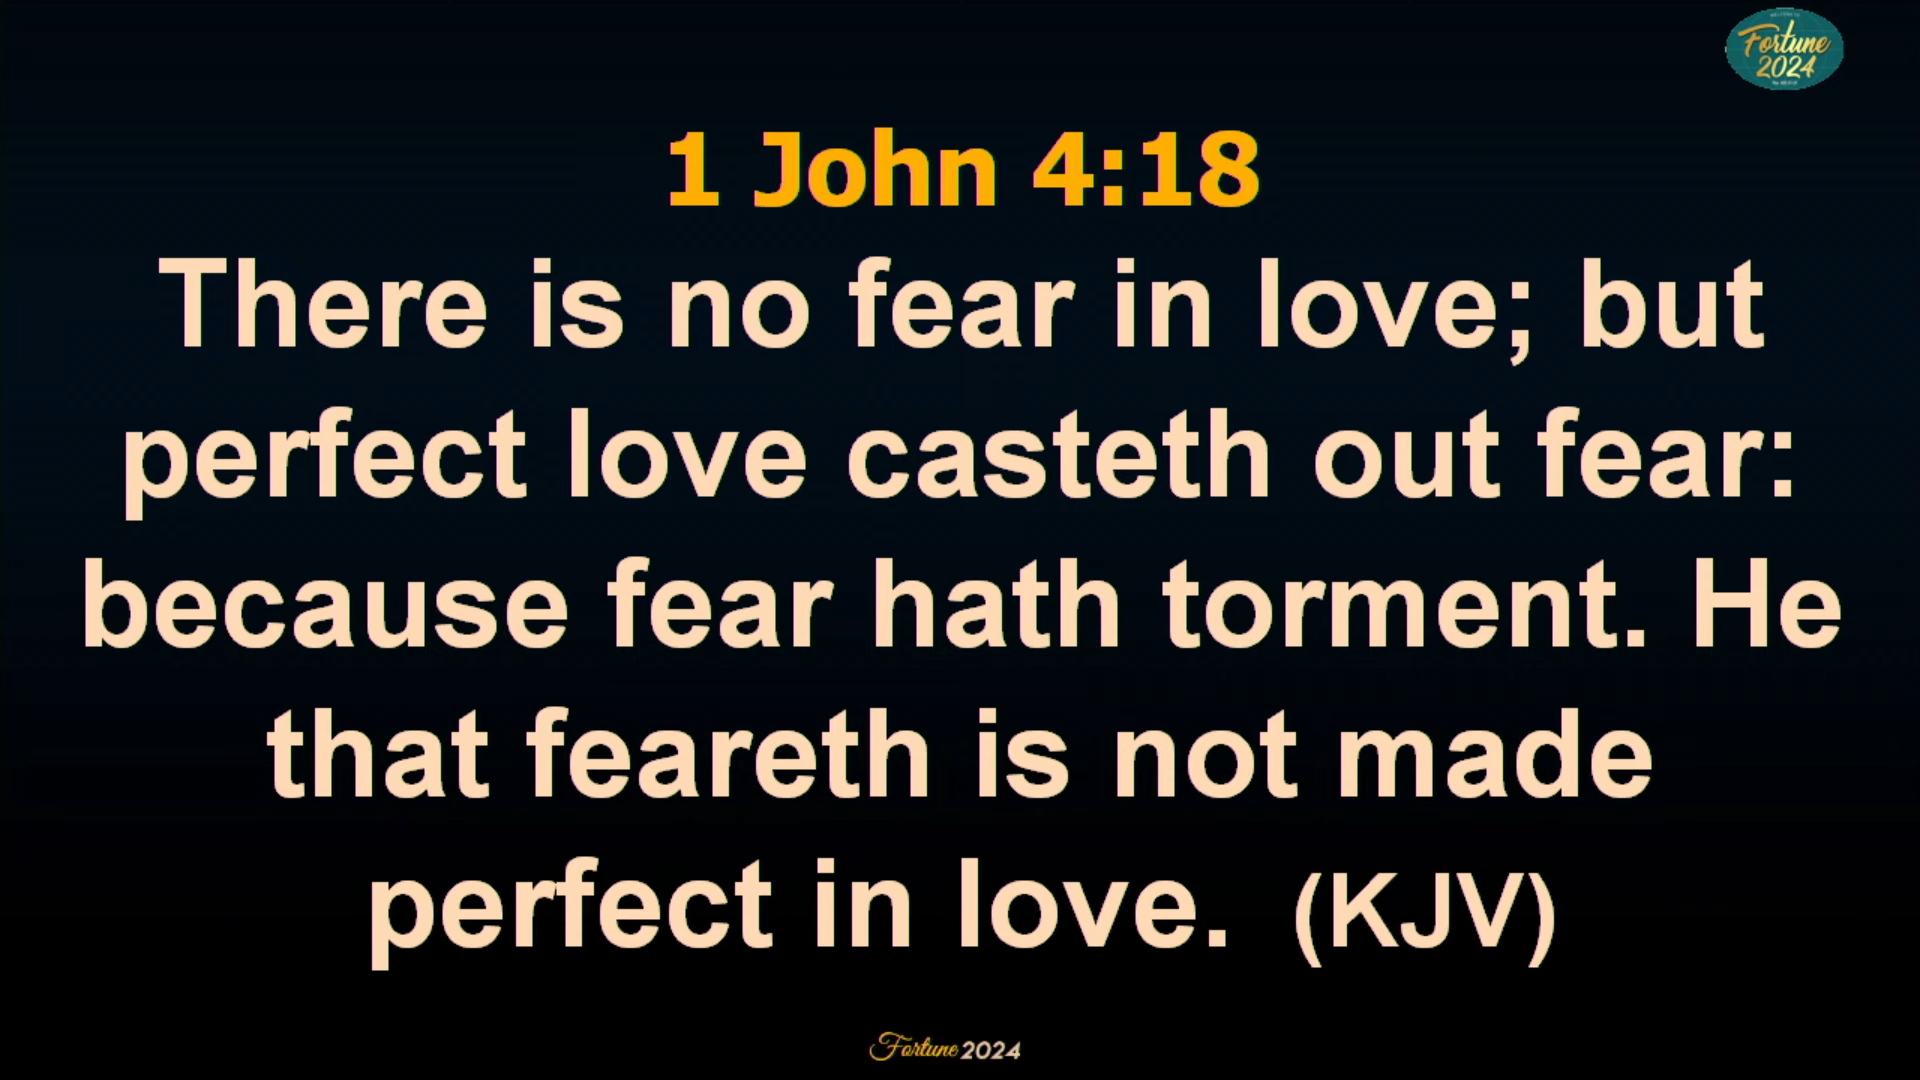 Fortune
2024
1 John 4:18
There is no fear in love; but
perfect love casteth out fear:
because fear hath torment. He
that feareth is not made
perfect in love. (KJV)
Fortune 2024